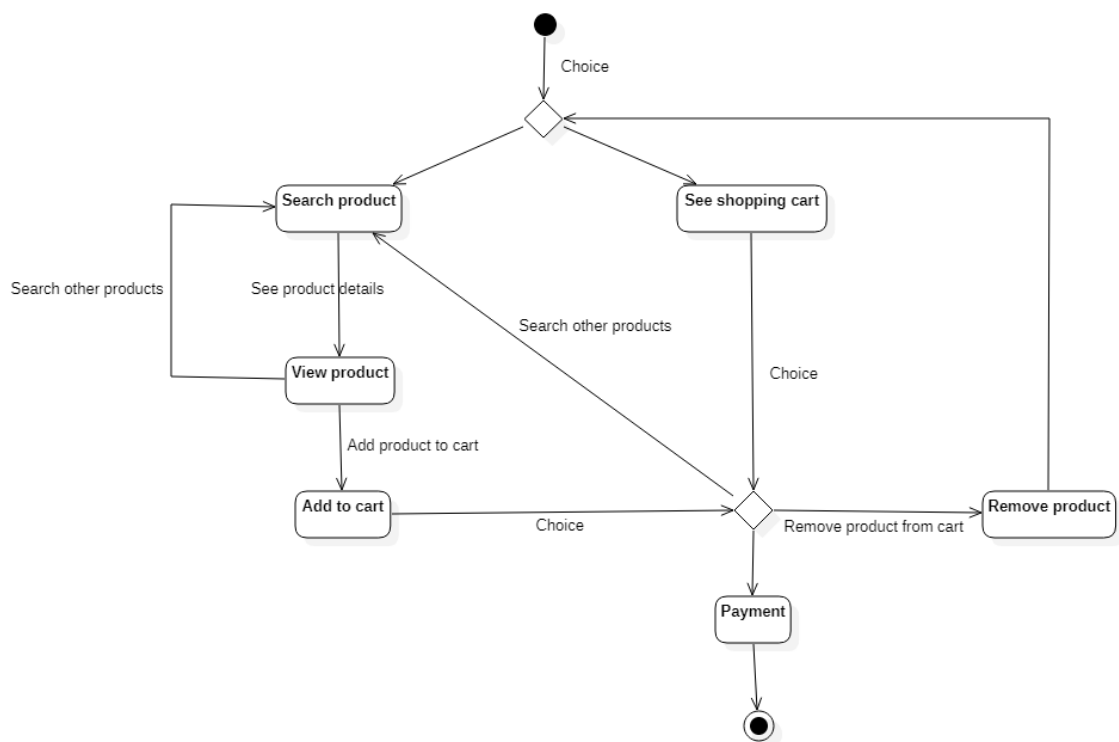 Choice
Search product
See shopping cart
Search other products
See product details
Search other products
View product
Choice
Add product to cart
Add to cart
Choice
Remove product from cart
Remove product
Payment